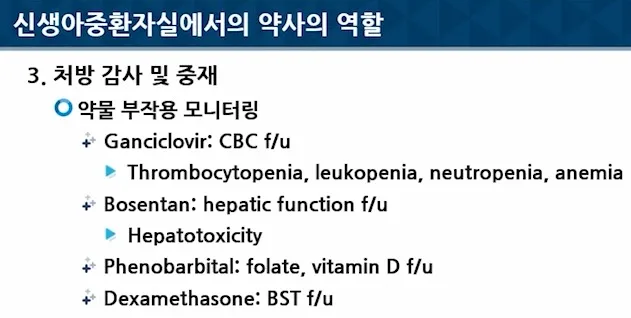 신생아중환자실에서의 약사의 역할
3. 처방 감사 및 중재
약물 부작용 모니터링
Ganciclovir: CBC f/u
Thrombocytopenia, leukopenia, neutropenia, anemia
Bosentan: hepatic function f/u
Hepatotoxicity
Phenobarbital: folate, vitamin D f/u
Dexamethasone: BST f/u